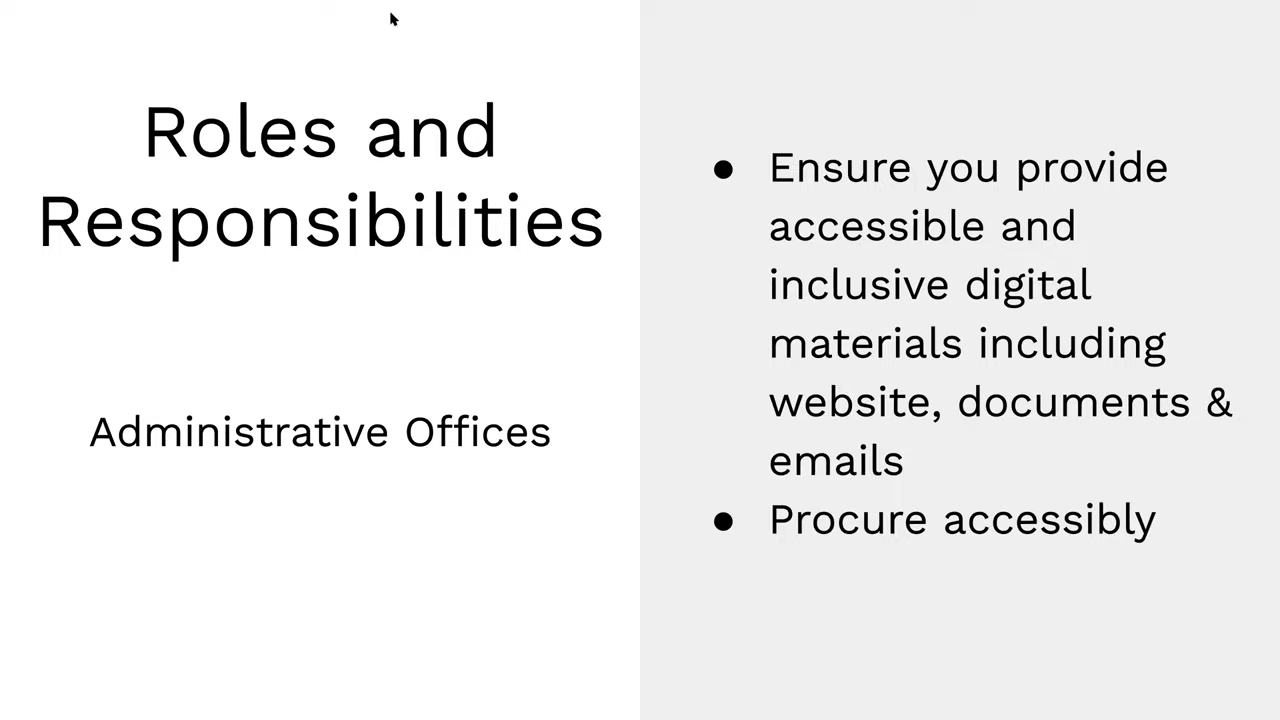 Roles and
Responsibilities
Administrative Offices
● Ensure you provide
accessible and
inclusive digital
materials including
website, documents &
emails
● Procure accessibly